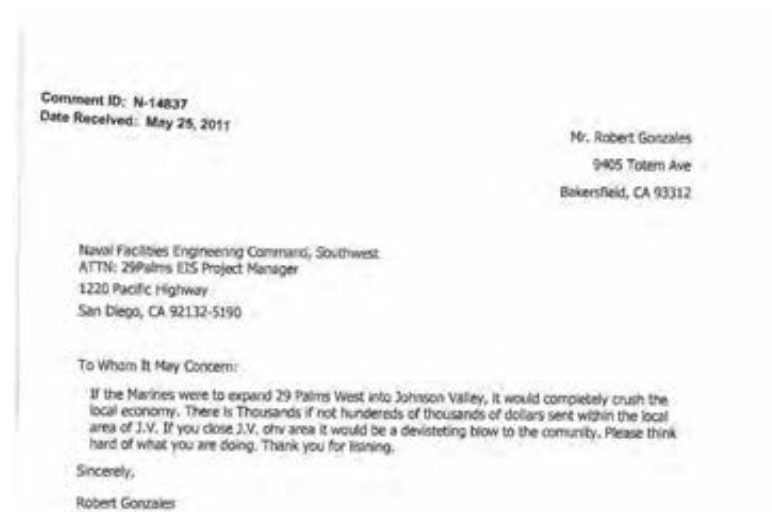 Comment ID: N-14837
Date Received: May 25, 2011
Mr. Robert Gonzales
9405 Totem Ave
Bakersfield, CA 93312
Naval Facilities Engineering Command, Southwest
ATTN: 29Palms EIS Project Manager
1220 Pacific Highway
San Diego, CA 92132-5190
To Whom It May Concern:
If the Marines were to expand 29 Palms West into Johnson Valley, it would completely crush the
local economy. There is Thousands if not hundereds of thousands of dollars sent within the local
area of J.V. If you close J.V. ohv area it would be a devisteting blow to the comunity. Please think
hard of what you are doing. Thank you for lisining.
Sincerely,
Robert Gonzales